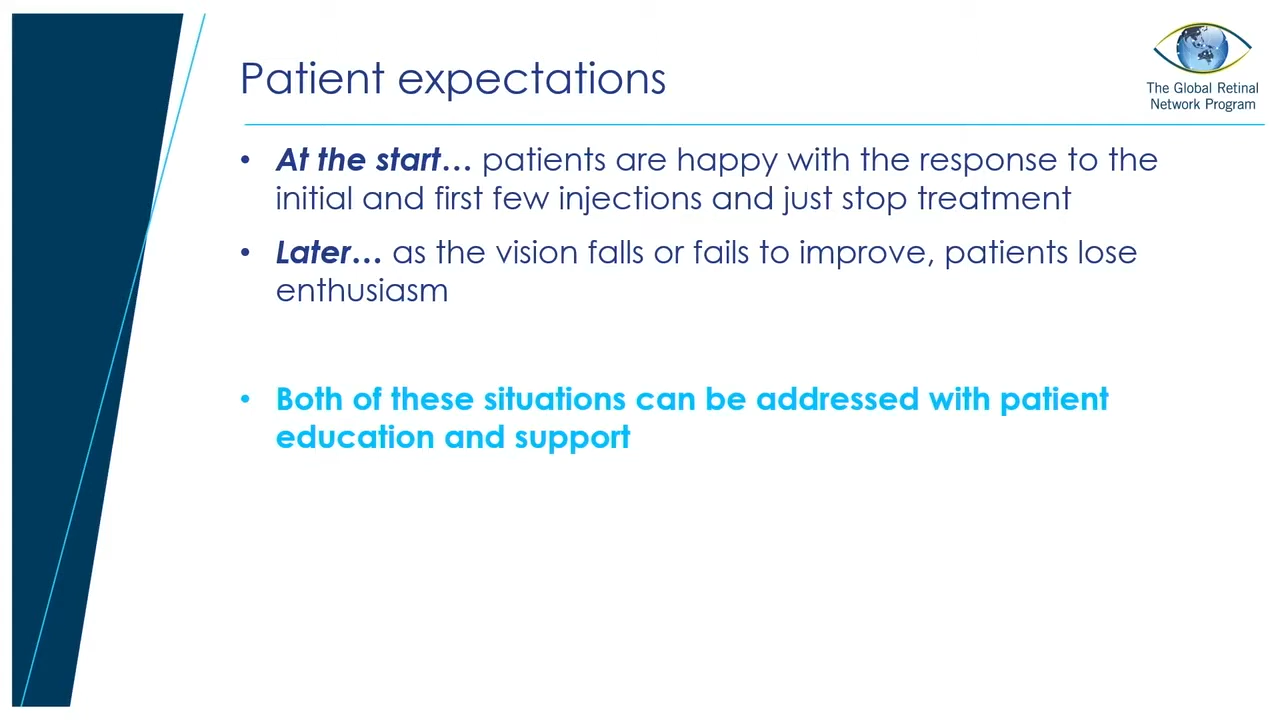 Patient expectations
The Global Retinal
Network Program
• At the start… patients are happy with the response to the
initial and first few injections and just stop treatment
• Later… as the vision falls or fails to improve, patients lose
enthusiasm
• Both of these situations can be addressed with patient
education and support